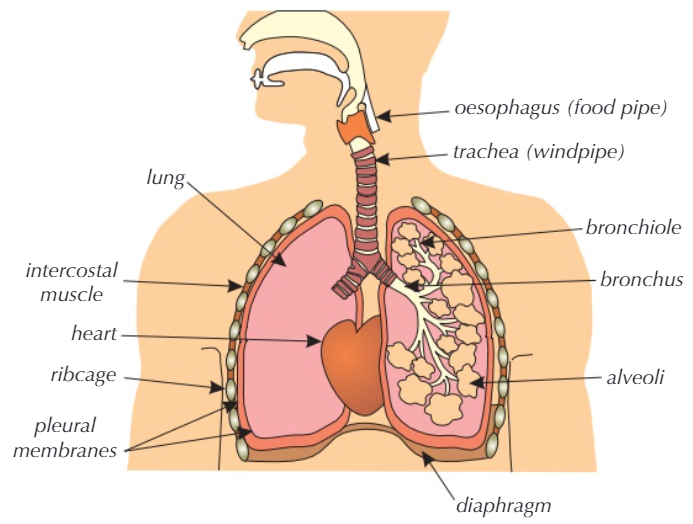 oesophagus (food pipe)
trachea (windpipe)
lung
bronchiole
intercostal
muscle
bronchus
heart
ribcage
alveoli
pleural
membranes
diaphragm